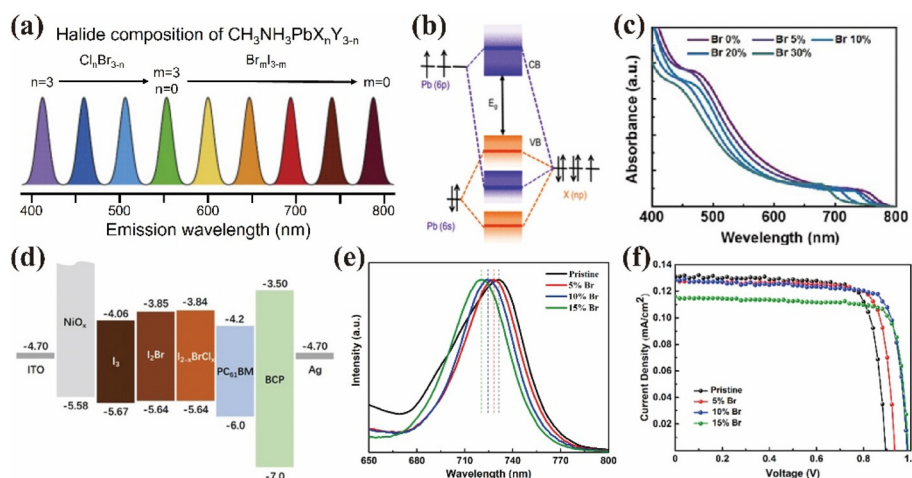 (a)
Halide composition of CH₃NH₃PbXₙY₃₋ₙ
n=3
ClₙBr₃₋ₙ
m=3
n=0
BrₘI₃₋ₘ
m=0
400 500 600 700 800
Emission wavelength (nm)
(b)
Pb (6p)
CB
E₉
VB
X (np)
Pb (6s)
(c)
Absorbance (a.u.)
Br 0% Br 5% Br 10%
Br 20% Br 30%
400 500 600 700 800
Wavelength (nm)
(d)
-4.70
ITO
NiOₓ
-5.58
-4.06
I₃
-5.67
-3.85
I₂Br
-5.64
-3.84
I₂₋ₓBrClₓ
-5.64
-4.2
PC₆₁BM
-6.0
-3.50
BCP
-7.0
-4.70
Ag
(e)
Intensity (a.u.)
Pristine
5% Br
10% Br
15% Br
650 680 710 740 770 800
Wavelength (nm)
(f)
Current Density (mA/cm²)
0.14
0.12
0.10
0.08
0.06
0.04
0.02
Pristine
5% Br
10% Br
15% Br
0 0.2 0.4 0.6 0.8 1.
Voltage (V)